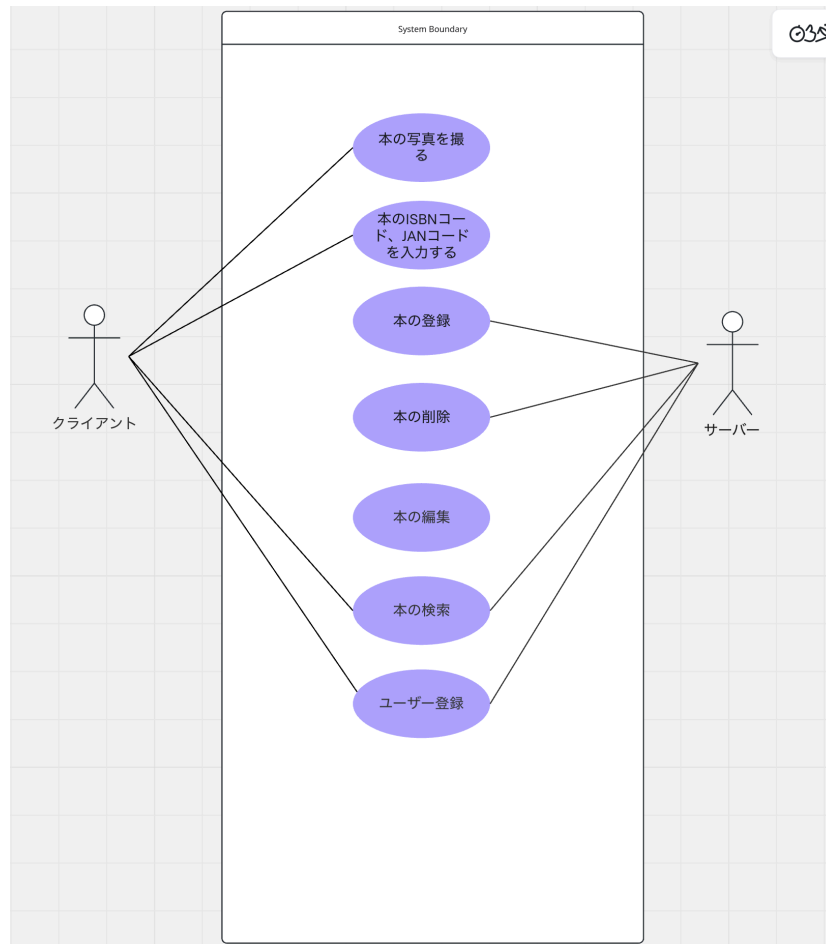 System Boundary
本の写真を撮
る
本のISBNコー
ド、JANコード
を入力する
本の登録
本の削除
本の編集
本の検索
ユーザー登録
クライアント
サーバー